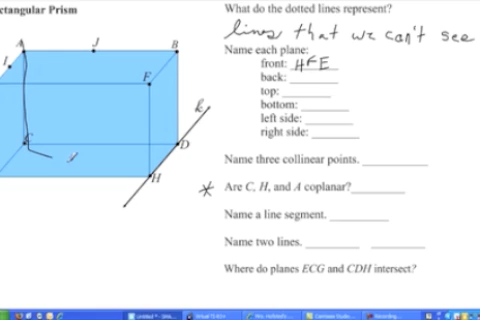 ctangular Prism
A
J
B
I
F
C
k
D
H
What do the dotted lines represent?
lines that we can't see
Name each plane:
front: HFE
back:
top:
bottom:
left side:
right side:
Name three collinear points.
* Are C, H, and A coplanar?
Name a line segment.
Name two lines.
Where do planes ECG and CDH intersect?